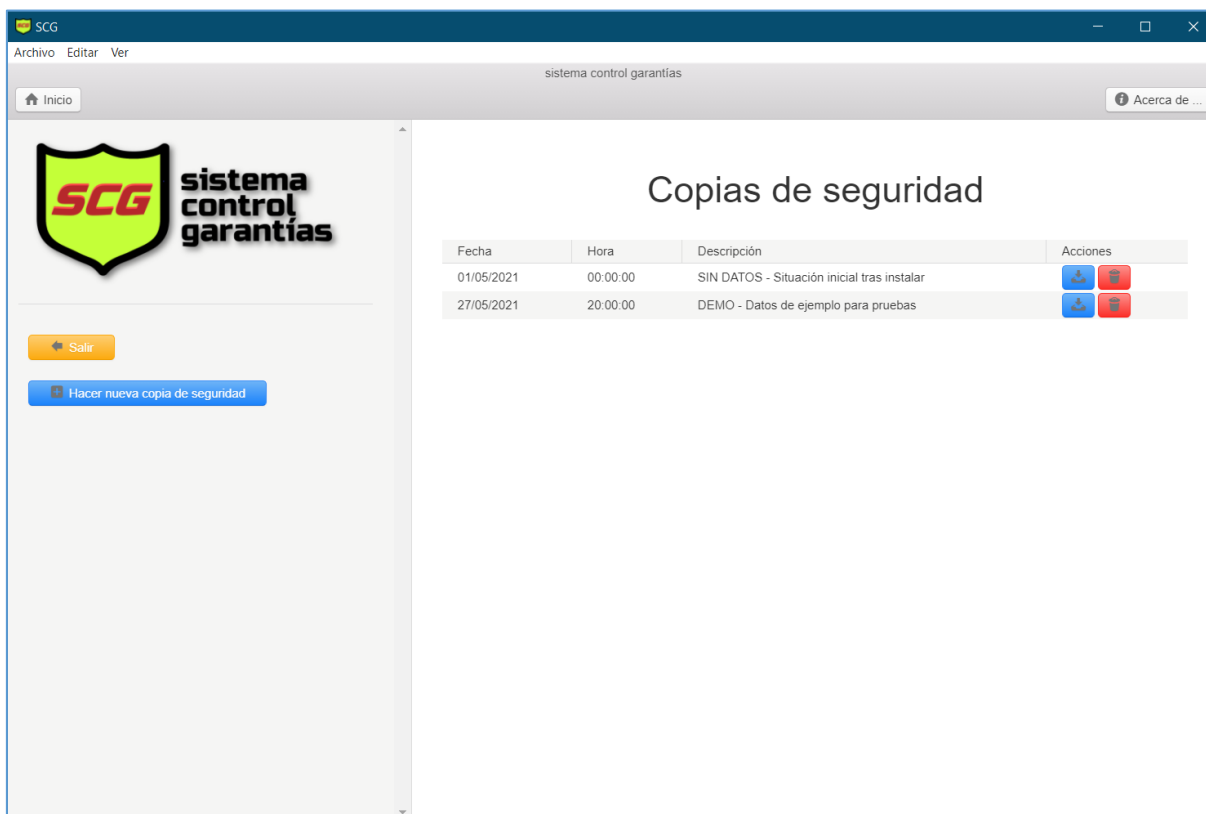 SCG SCG
Archivo Editar Ver
sistema control garantías
Inicio
Acerca de ...
SCG
sistema
control
garantías
Salir
Hacer nueva copia de seguridad
Copias de seguridad
Fecha Hora Descripción Acciones
01/05/2021 00:00:00 SIN DATOS - Situación inicial tras instalar
27/05/2021 20:00:00 DEMO - Datos de ejemplo para pruebas